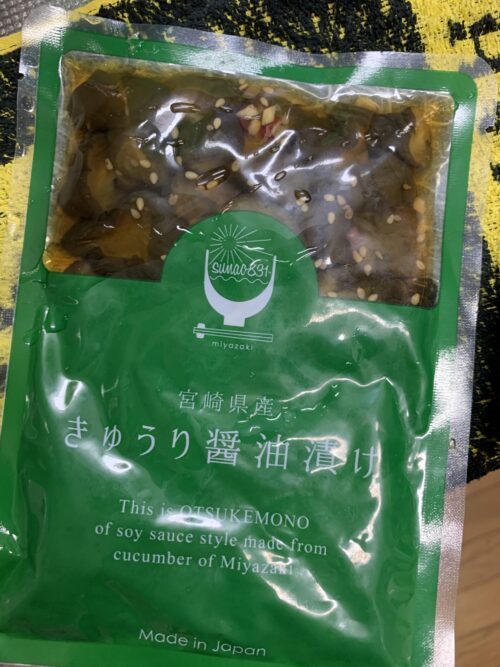 sunao831
miyazaki
宮崎県産
きゅうり醤油漬け
This is OTSUKEMONO
of soy sauce style made from
cucumber of Miyazaki
Made in Japan